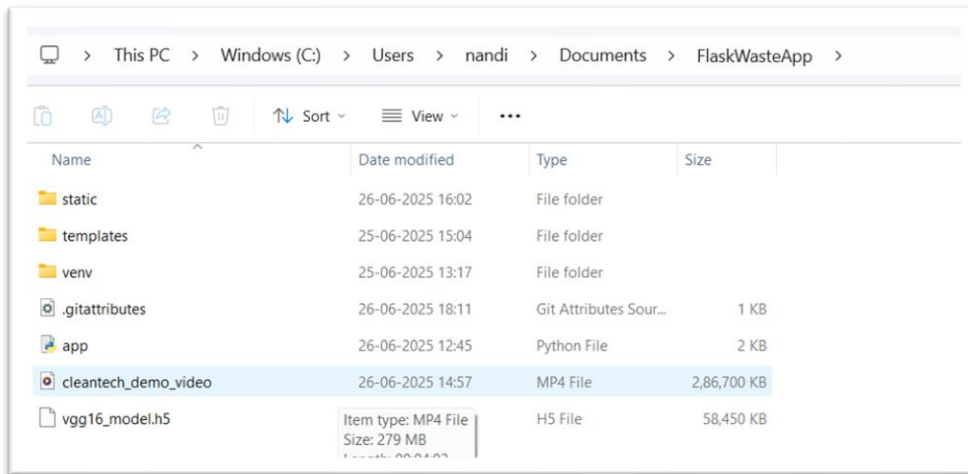 This PC > Windows (C:) > Users > nandi > Documents > FlaskWasteApp >
Sort View ...
Name Date modified Type Size
static 26-06-2025 16:02 File folder
templates 25-06-2025 15:04 File folder
venv 25-06-2025 13:17 File folder
.gitattributes 26-06-2025 18:11 Git Attributes Sour... 1 KB
app 26-06-2025 12:45 Python File 2 KB
cleantech_demo_video 26-06-2025 14:57 MP4 File 2,86,700 KB
vgg16_model.h5 H5 File 58,450 KB
Item type: MP4 File
Size: 279 MB